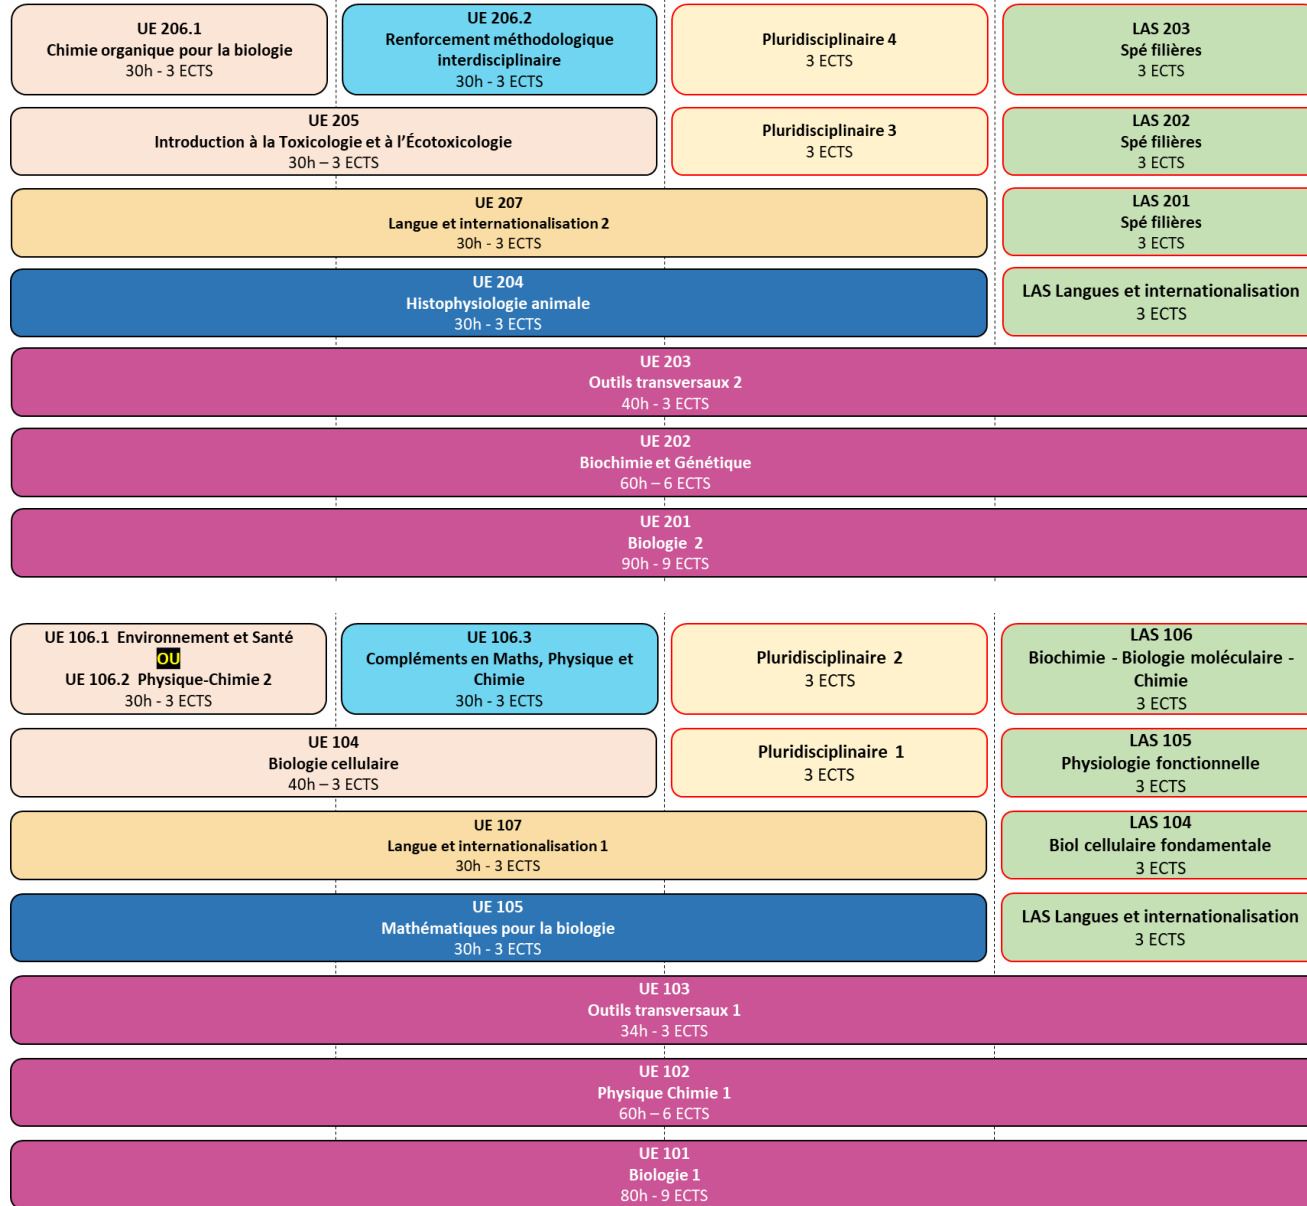 UE 206.1
Chimie organique pour la biologie
30h - 3 ECTS
UE 206.2
Renforcement méthodologique
interdisciplinaire
30h - 3 ECTS
Pluridisciplinaire 4
3 ECTS
LAS 203
Spé filières
3 ECTS
UE 205
Introduction à la Toxicologie et à l'Écotoxicologie
30h – 3 ECTS
Pluridisciplinaire 3
3 ECTS
LAS 202
Spé filières
3 ECTS
UE 207
Langue et internationalisation 2
30h - 3 ECTS
LAS 201
Spé filières
3 ECTS
UE 204
Histophysiologie animale
30h - 3 ECTS
LAS Langues et internationalisation
3 ECTS
UE 203
Outils transversaux 2
40h - 3 ECTS
UE 202
Biochimie et Génétique
60h – 6 ECTS
UE 201
Biologie 2
90h - 9 ECTS
UE 106.1 Environnement et Santé
OU
UE 106.2 Physique-Chimie 2
30h - 3 ECTS
UE 106.3
Compléments en Maths, Physique et
Chimie
30h - 3 ECTS
Pluridisciplinaire 2
3 ECTS
LAS 106
Biochimie - Biologie moléculaire -
Chimie
3 ECTS
UE 104
Biologie cellulaire
40h – 3 ECTS
Pluridisciplinaire 1
3 ECTS
LAS 105
Physiologie fonctionnelle
3 ECTS
UE 107
Langue et internationalisation 1
30h - 3 ECTS
LAS 104
Biol cellulaire fondamentale
3 ECTS
UE 105
Mathématiques pour la biologie
30h - 3 ECTS
LAS Langues et internationalisation
3 ECTS
UE 103
Outils transversaux 1
34h - 3 ECTS
UE 102
Physique Chimie 1
60h – 6 ECTS
UE 101
Biologie 1
80h - 9 ECTS